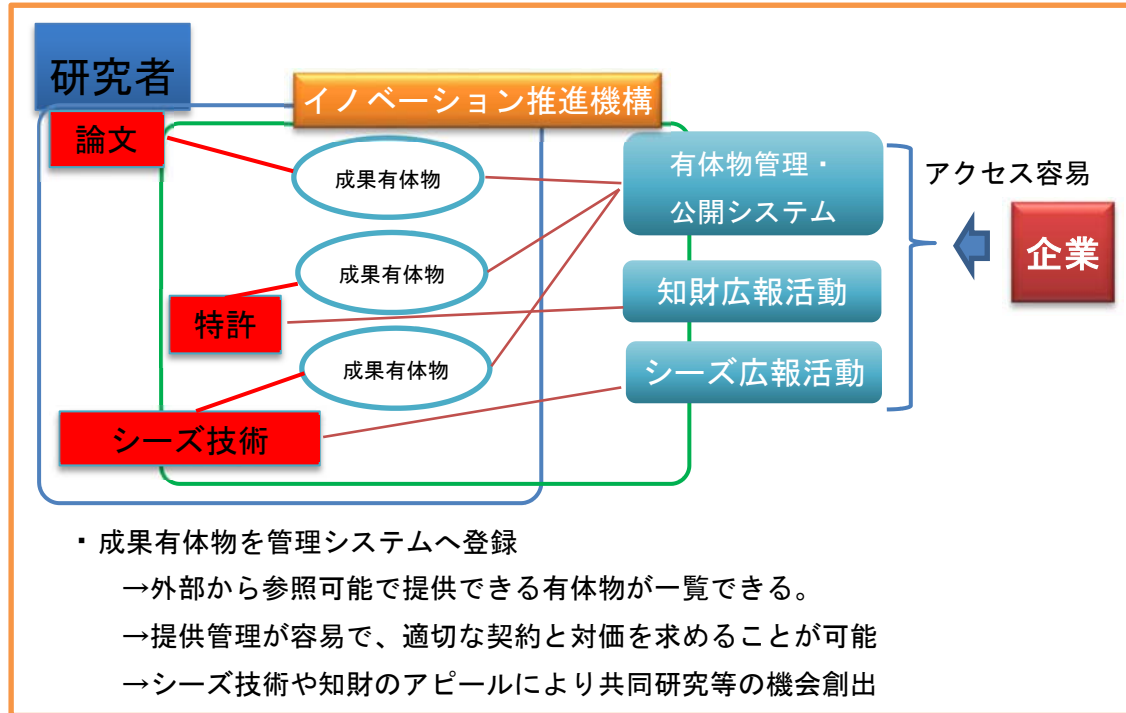 研究者
イノベーション推進機構
論文
成果有体物
有体物管理・
公開システム
アクセス容易
企業
成果有体物
知財広報活動
特許
成果有体物
シーズ広報活動
シーズ技術
・成果有体物を管理システムへ登録
→外部から参照可能で提供できる有体物が一覧できる。
→提供管理が容易で、適切な契約と対価を求めることが可能
→シーズ技術や知財のアピールにより共同研究等の機会創出